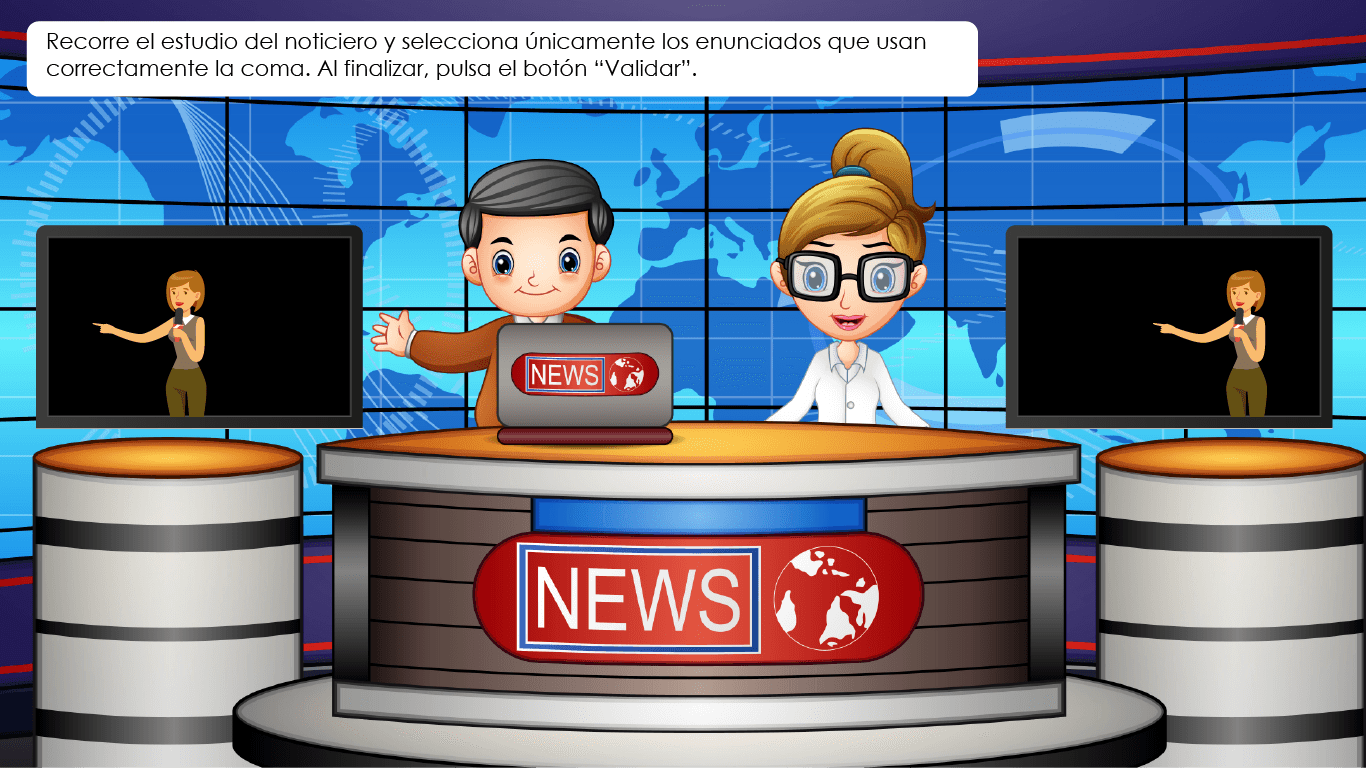 Recorre el estudio del noticiero y selecciona únicamente los enunciados que usan
correctamente la coma. Al finalizar, pulsa el botón “Validar”.
NEWS
NEWS